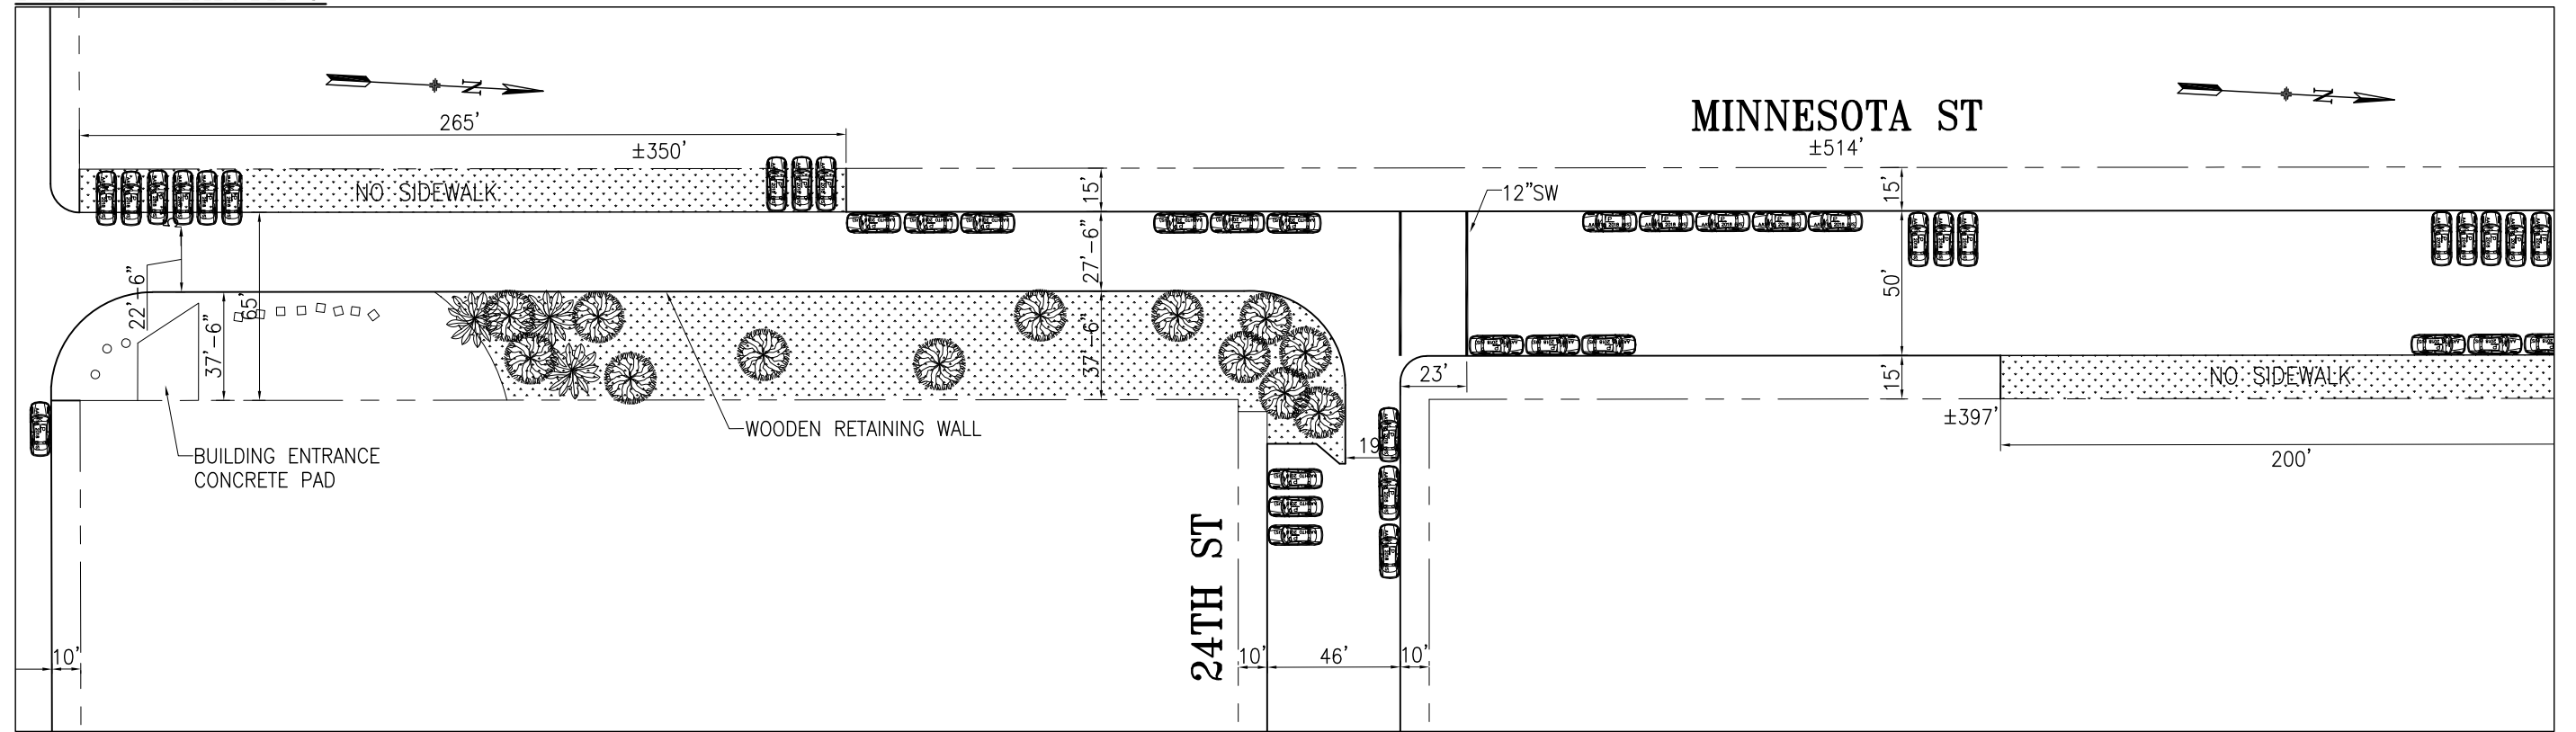 N
N
MINNESOTA ST
265'
±350'
±514'
NO SIDEWALK
15'
12"SW
15'
27'-6"
50'
22'-6"
65'
37'-6"
37'-6"
23'
15'
NO SIDEWALK
±397'
WOODEN RETAINING WALL
19
BUILDING ENTRANCE
CONCRETE PAD
200'
24TH ST
10'
10'
46'
10'